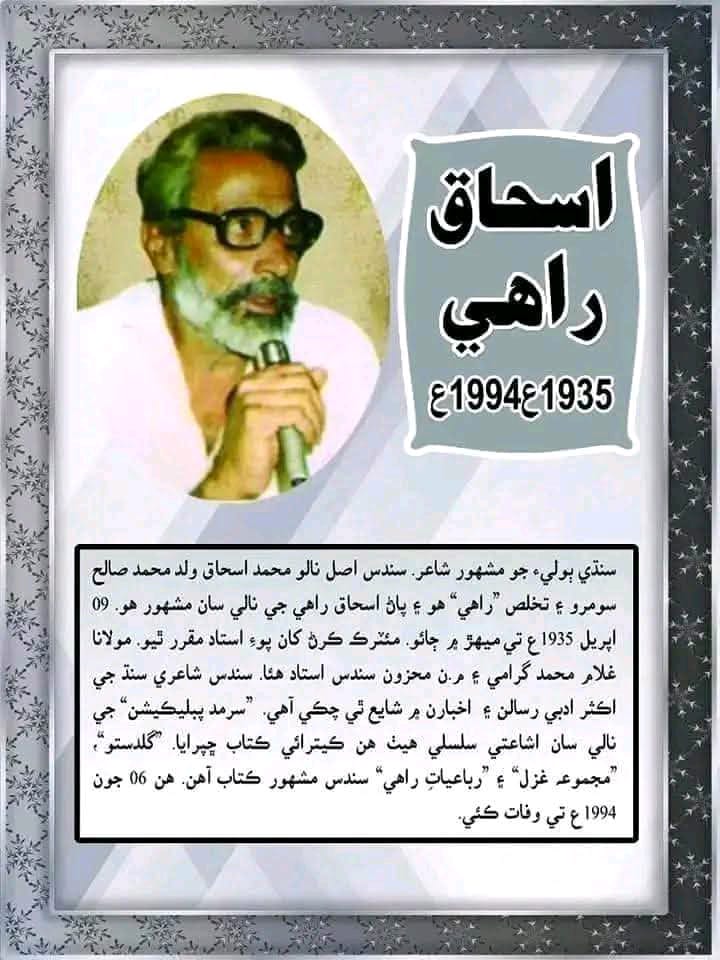 اسحاق
راهي
1935ع1994ع
سنڌي ٻوليءَ جو مشهور شاعر. سندس اصل نالو محمد اسحاق ولد محمد صالح
سومرو ۽ تخلص ”راهي“ هو ۽ پاڻ اسحاق راهي جي نالي سان مشهور هو. 09
اپريل 1935ع تي ميهڙ ۾ ڄائو. مئٽرڪ ڪرڻ کان پوءِ استاد مقرر ٿيو. مولانا
غلام محمد گرامي ۽ م.ن محزون سندس استاد هئا. سندس شاعري سنڌ جي
اڪثر ادبي رسالن ۽ اخبارن ۾ شايع ٿي چڪي آهي. ”سرمد پبليڪيشن“ جي
نالي سان اشاعتي سلسلي هيٺ هن ڪيترائي ڪتاب ڇپرايا. ”گلدستو“،
”مجموعہ غزل“ ۽ ”رباعياتِ راهي“ سندس مشهور ڪتاب آهن. هن 06 جون
1994ع تي وفات ڪئي.